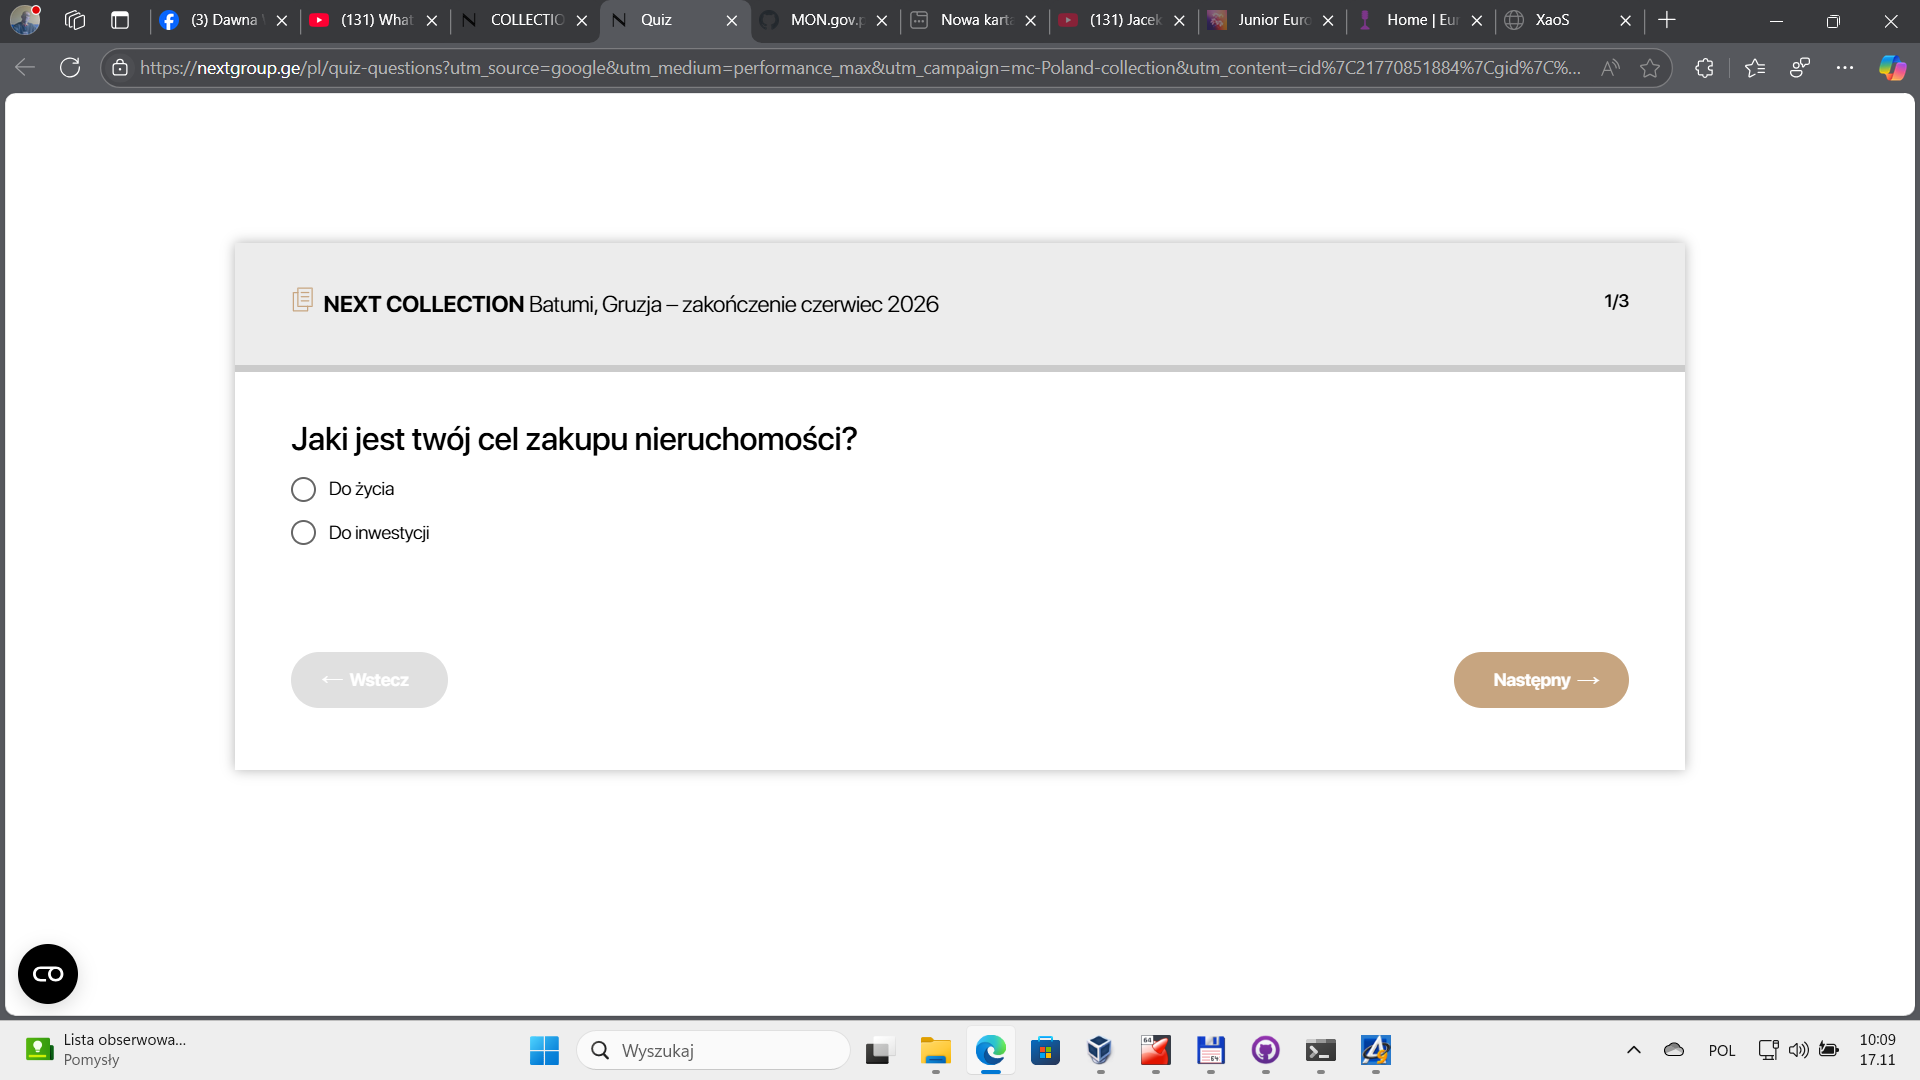 (3) Dawna
(131) What
COLLECTIO
Quiz
MON.gov.p
Nowa karta
(131) Jacek
Junior Euro
Home | Eur
XaoS
https://nextgroup.ge/pl/quiz-questions?utm_source=google&utm_medium=performance_max&utm_campaign=mc-Poland-collection&utm_content=cid%7C21770851884%7Cgid%7C%...
NEXT COLLECTION Batumi, Gruzja – zakończenie czerwiec 2026
1/3
Jaki jest twój cel zakupu nieruchomości?
Do życia
Do inwestycji
← Wstecz
Następny →
Lista obserwowa...
Pomysły
Wyszukaj
64
64
POL
10:09
17.11